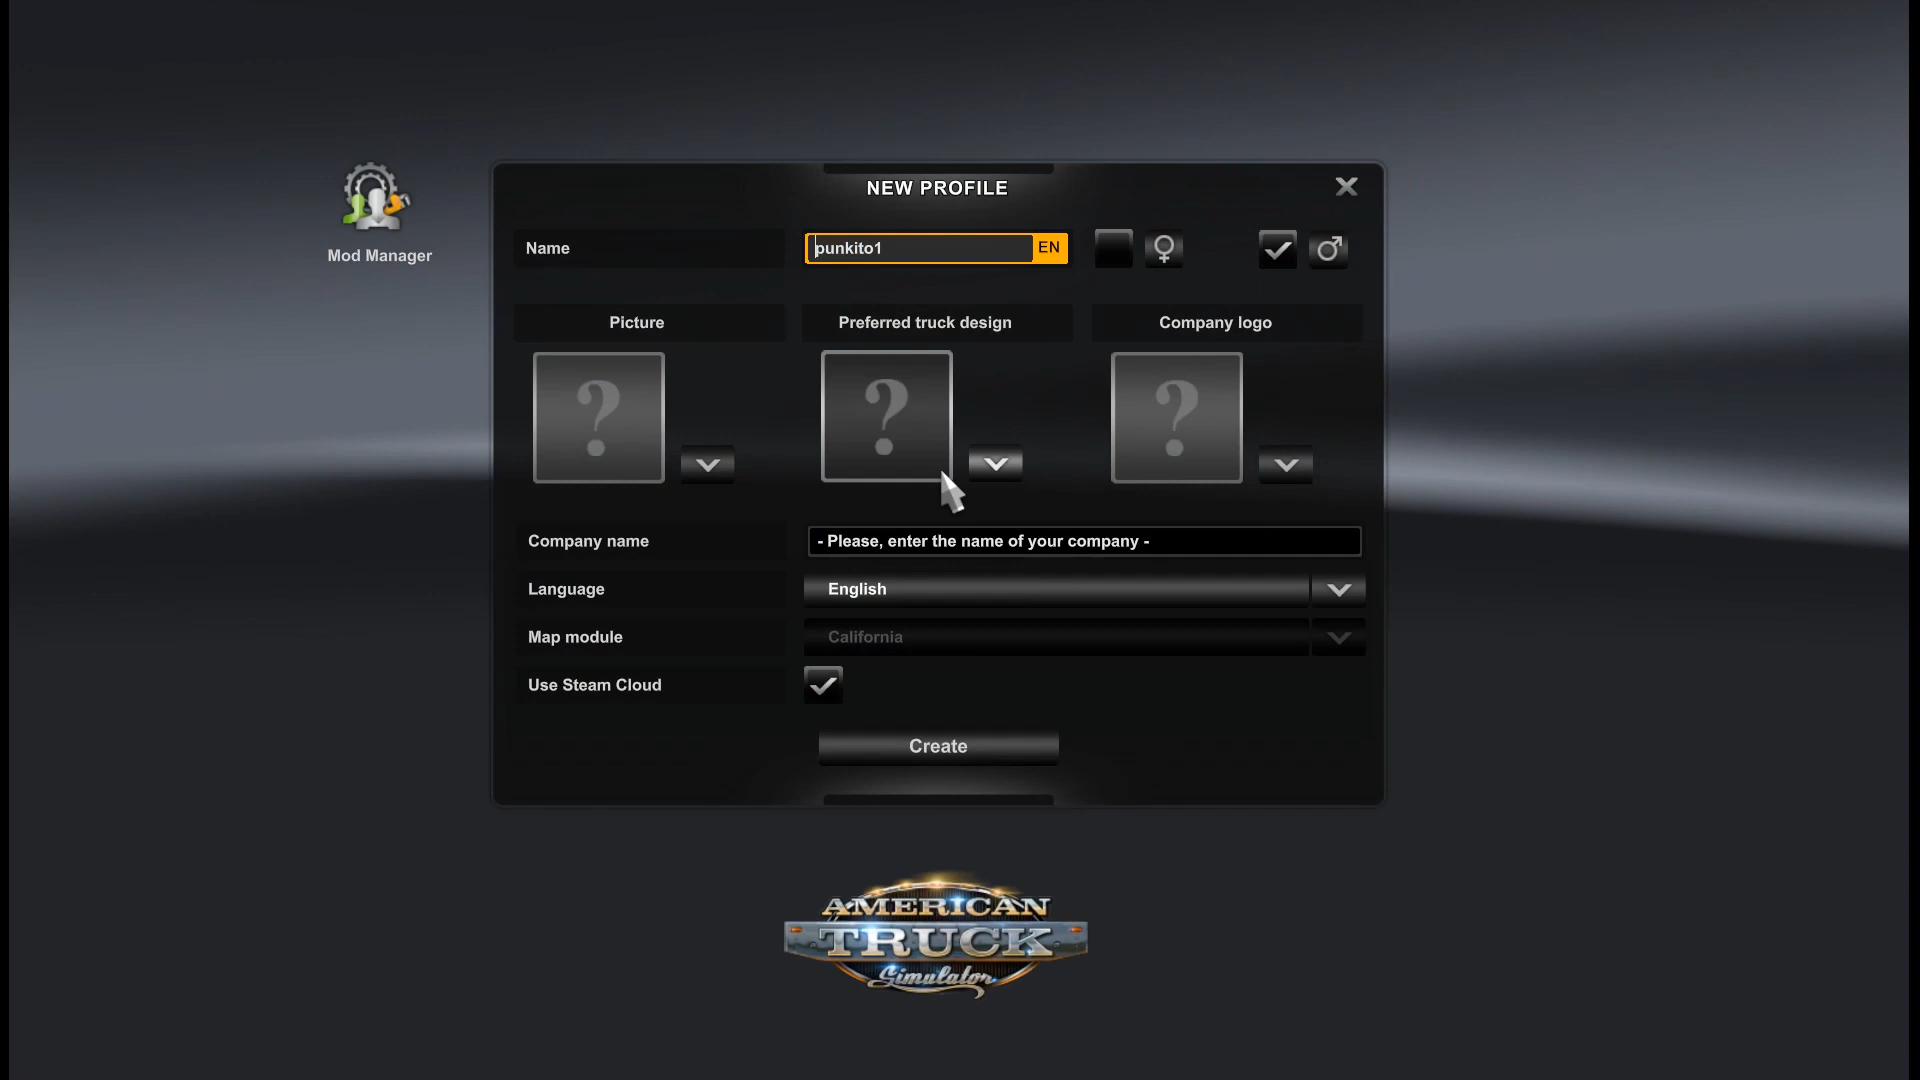 NEW PROFILE
Mod Manager
Name
punkito1
EN
Picture
Preferred truck design
Company logo
?
?
?
Company name
- Please, enter the name of your company -
Language
English
Map module
California
Use Steam Cloud
Create
AMERICAN
TRUCK
Simulator